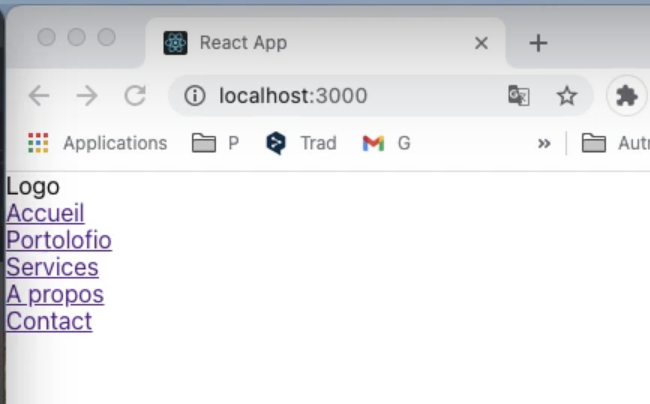 React App
localhost:3000
Applications P Trad G » Autr
Logo
Accueil
Portolofio
Services
A propos
Contact